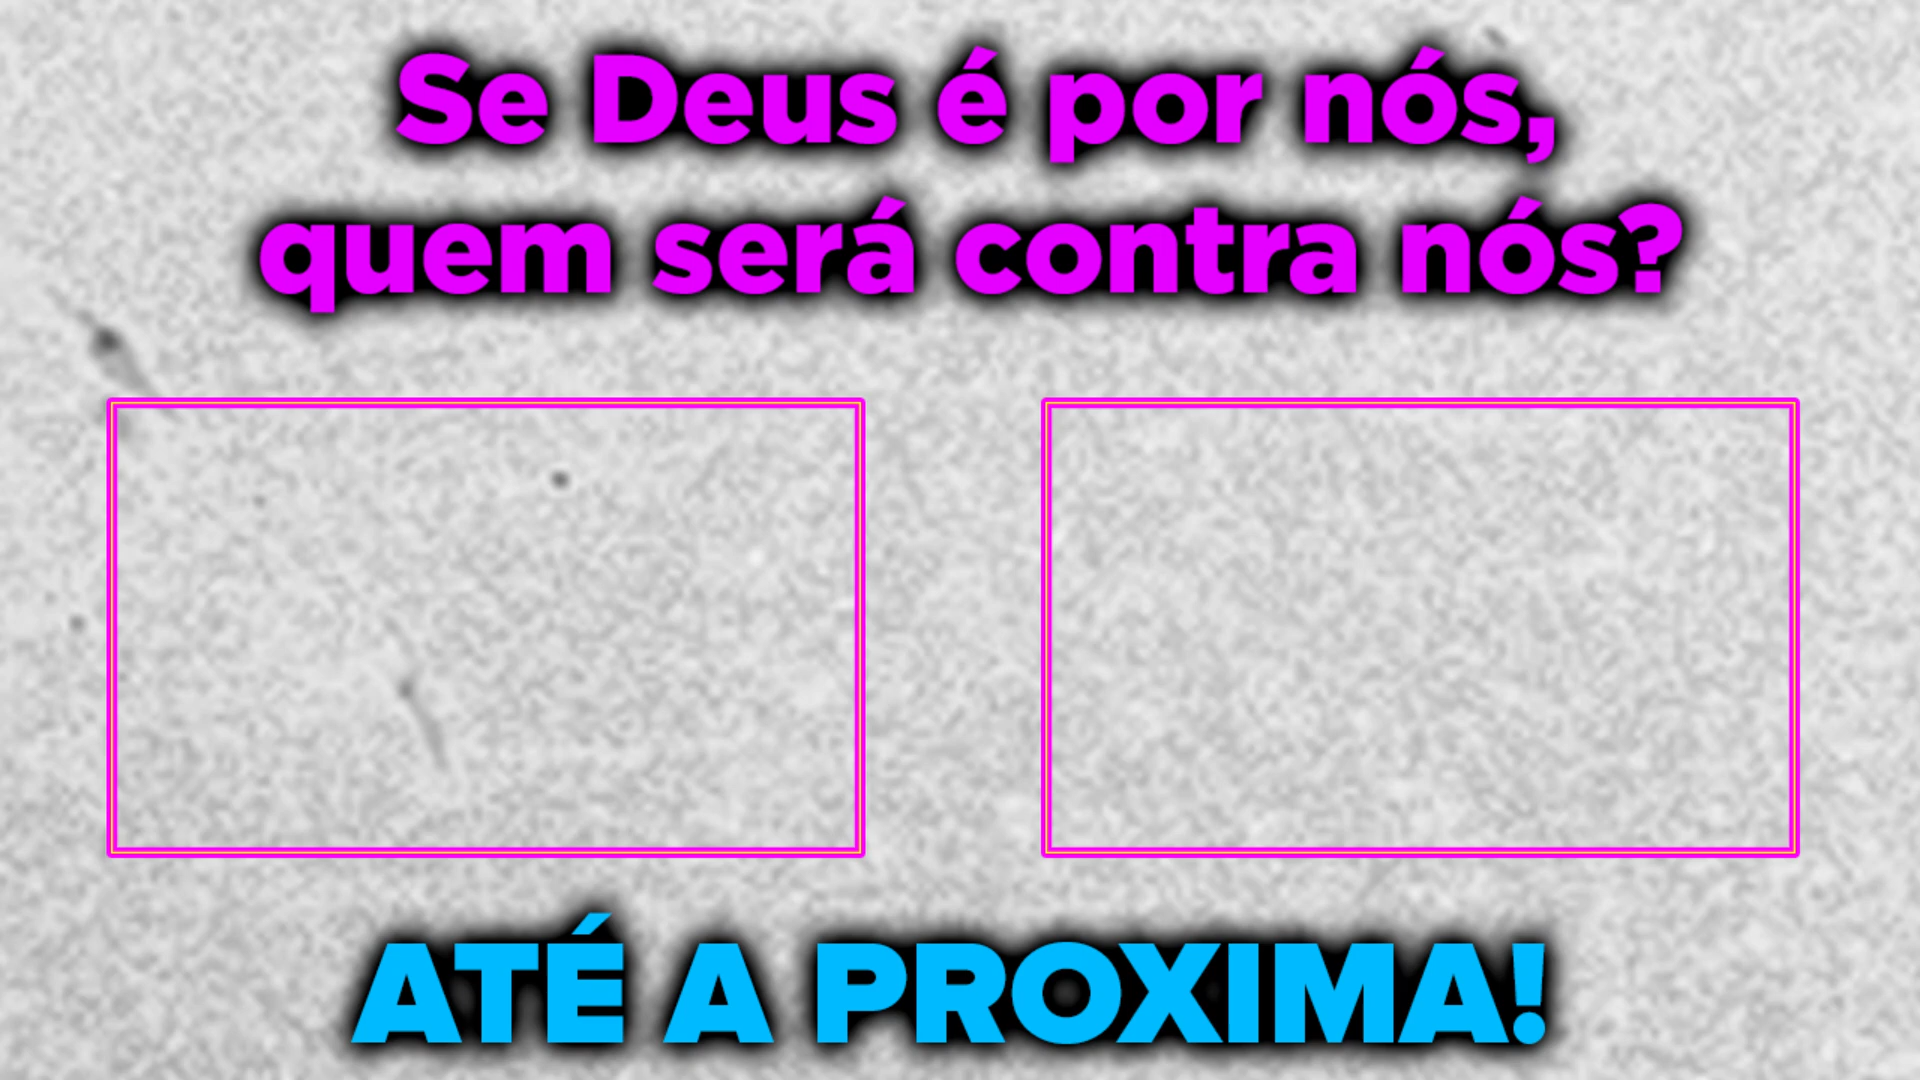 Se Deus é por nós,
quem será contra nós?
ATÉ A PROXIMA!